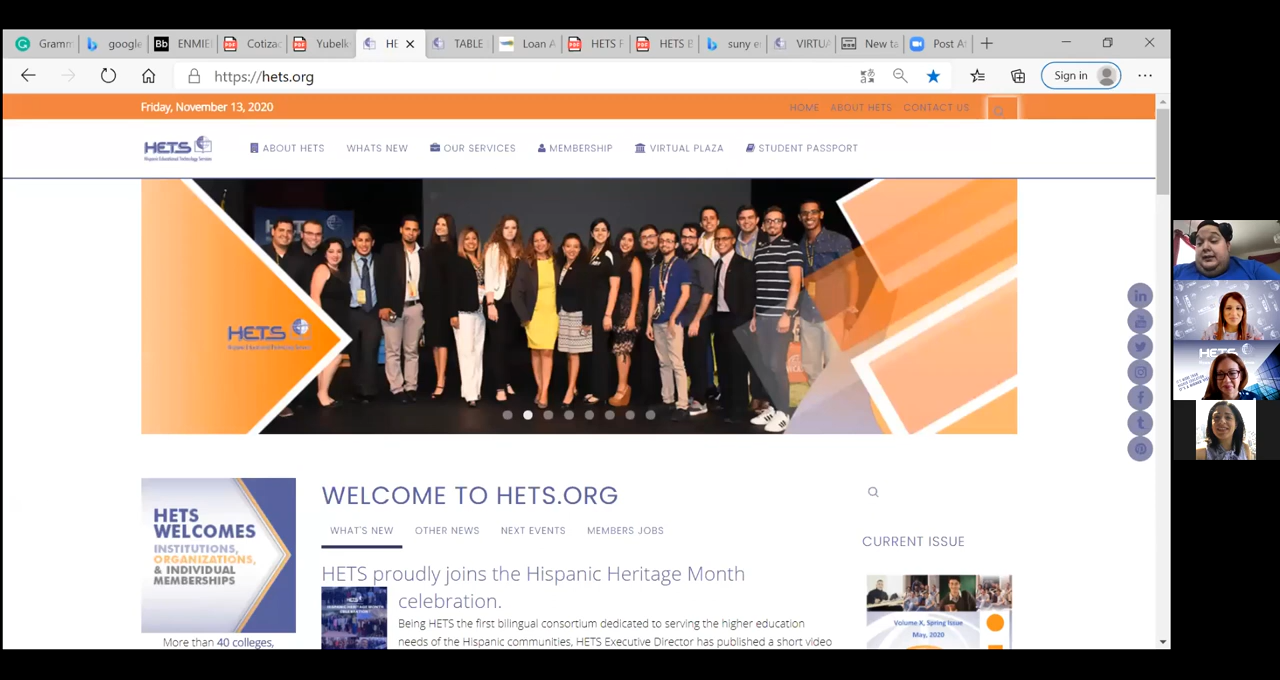 Gramm
google
Bb ENMIE
Cotiza
Yubelk
HE
TABLE
Loan A
HETS F
HETS B
suny e
VIRTUA
New ta
Post A
https://hets.org
Sign in
Friday, November 13, 2020
HOME ABOUT HETS CONTACT US
HETS
ABOUT HETS WHATS NEW OUR SERVICES MEMBERSHIP VIRTUAL PLAZA STUDENT PASSPORT
HETS
HETS
WELCOMES
INSTITUTIONS,
ORGANIZATIONS,
& INDIVIDUAL
MEMBERSHIPS
More than 40 colleges,
WELCOME TO HETS.ORG
WHAT'S NEW OTHER NEWS NEXT EVENTS MEMBERS JOBS
HETS proudly joins the Hispanic Heritage Month
celebration.
Being HETS the first bilingual consortium dedicated to serving the higher education
needs of the Hispanic communities, HETS Executive Director has published a short video
CURRENT ISSUE
Volume X, Spring Issue
May, 2020
HETS